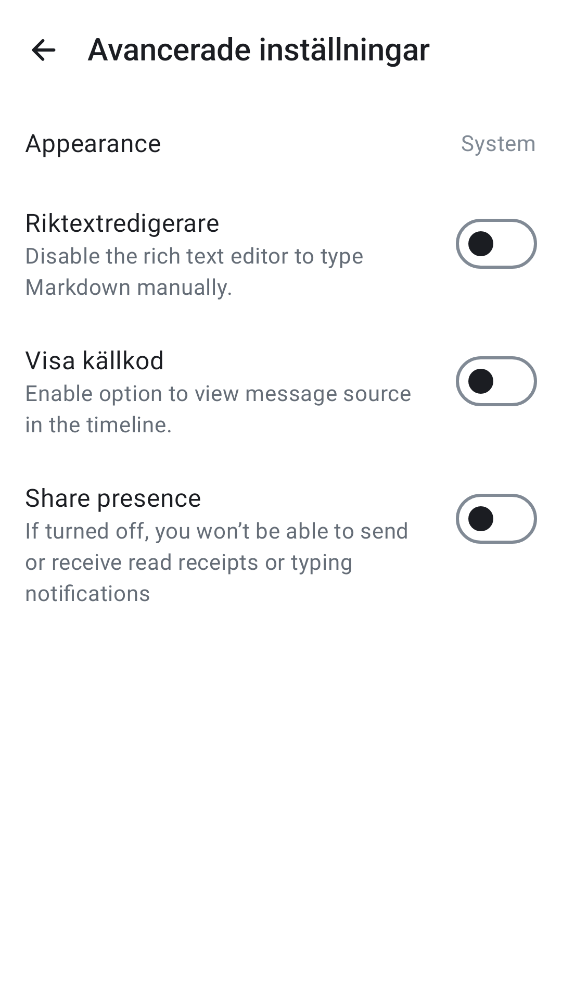 Avancerade inställningar
Appearance System
Riktextredigerare
Disable the rich text editor to type
Markdown manually.
Visa källkod
Enable option to view message source
in the timeline.
Share presence
If turned off, you won’t be able to send
or receive read receipts or typing
notifications